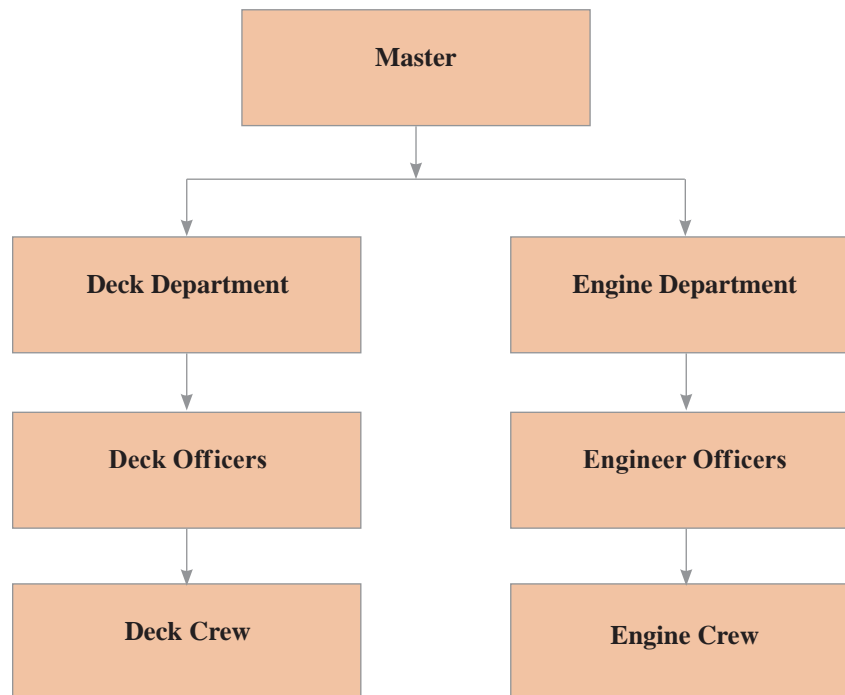 Master
Deck Department
Engine Department
Deck Officers
Engineer Officers
Deck Crew
Engine Crew